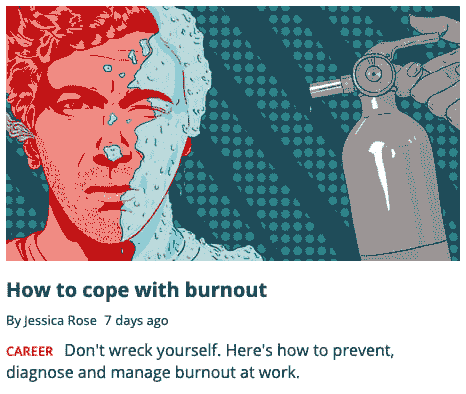 How to cope with burnout
By Jessica Rose 7 days ago
CAREER Don't wreck yourself. Here's how to prevent,
diagnose and manage burnout at work.